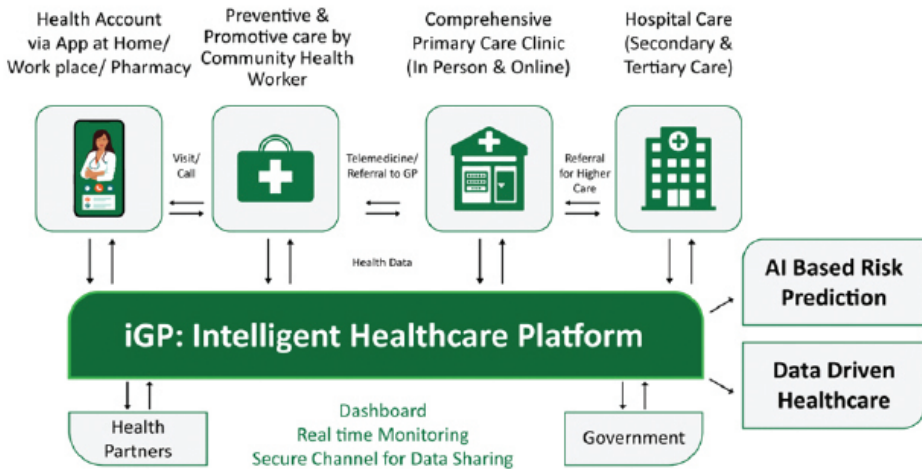 Health Account
via App at Home/
Work place/ Pharmacy
Preventive &
Promotive care by
Community Health
Worker
Comprehensive
Primary Care Clinic
(In Person & Online)
Hospital Care
(Secondary &
Tertiary Care)
Visit/
Call
Telemedicine/
Referral to GP
Referral
for Higher
Care
Health Data
iGP: Intelligent Healthcare Platform
AI Based Risk
Prediction
Data Driven
Healthcare
Health
Partners
Dashboard
Real time Monitoring
Secure Channel for Data Sharing
Government